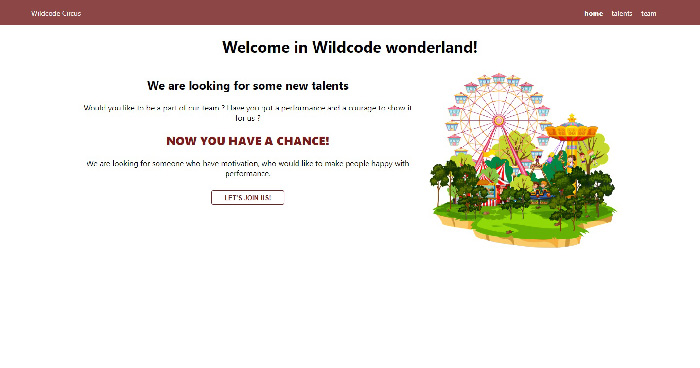 Wildcode Circus
home talents team
Welcome in Wildcode wonderland!
We are looking for some new talents
Would you like to be a part of our team ? Have you got a performance and a courage to show it
for us ?
NOW YOU HAVE A CHANCE!
We are looking for someone who have motivation, who would like to make people happy with
performance.
LET'S JOIN US!